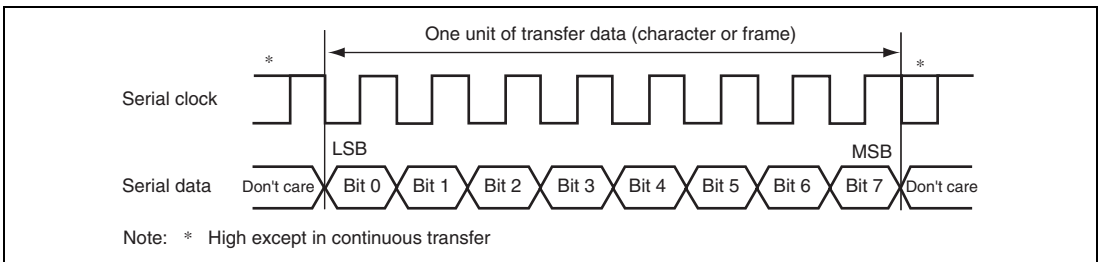 One unit of transfer data (character or frame)
* *
Serial clock
LSB MSB
Serial data Don't care Bit 0 Bit 1 Bit 2 Bit 3 Bit 4 Bit 5 Bit 6 Bit 7 Don't care
Note: * High except in continuous transfer